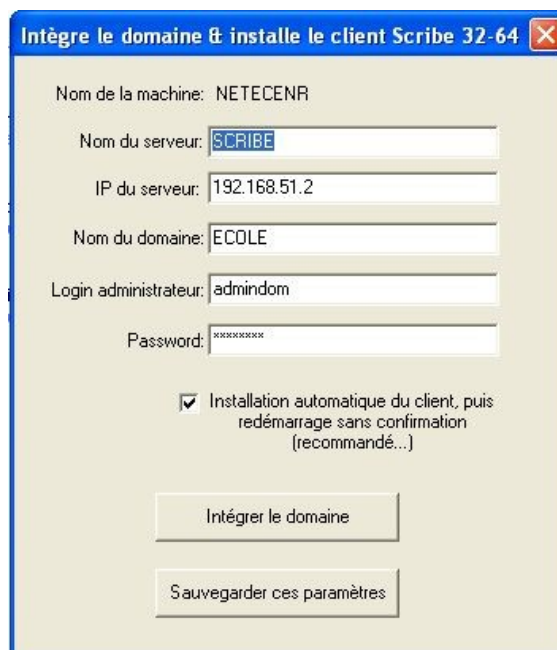 Intègre le domaine & installe le client Scribe 32-64
Nom de la machine: NETECENR
Nom du serveur: SCRIBE
IP du serveur: 192.168.51.2
Nom du domaine: ECOLE
Login administrateur: admindom
Password: ********
Installation automatique du client, puis
redémarrage sans confirmation
(recommandé...)
Intégrer le domaine
Sauvegarder ces paramètres